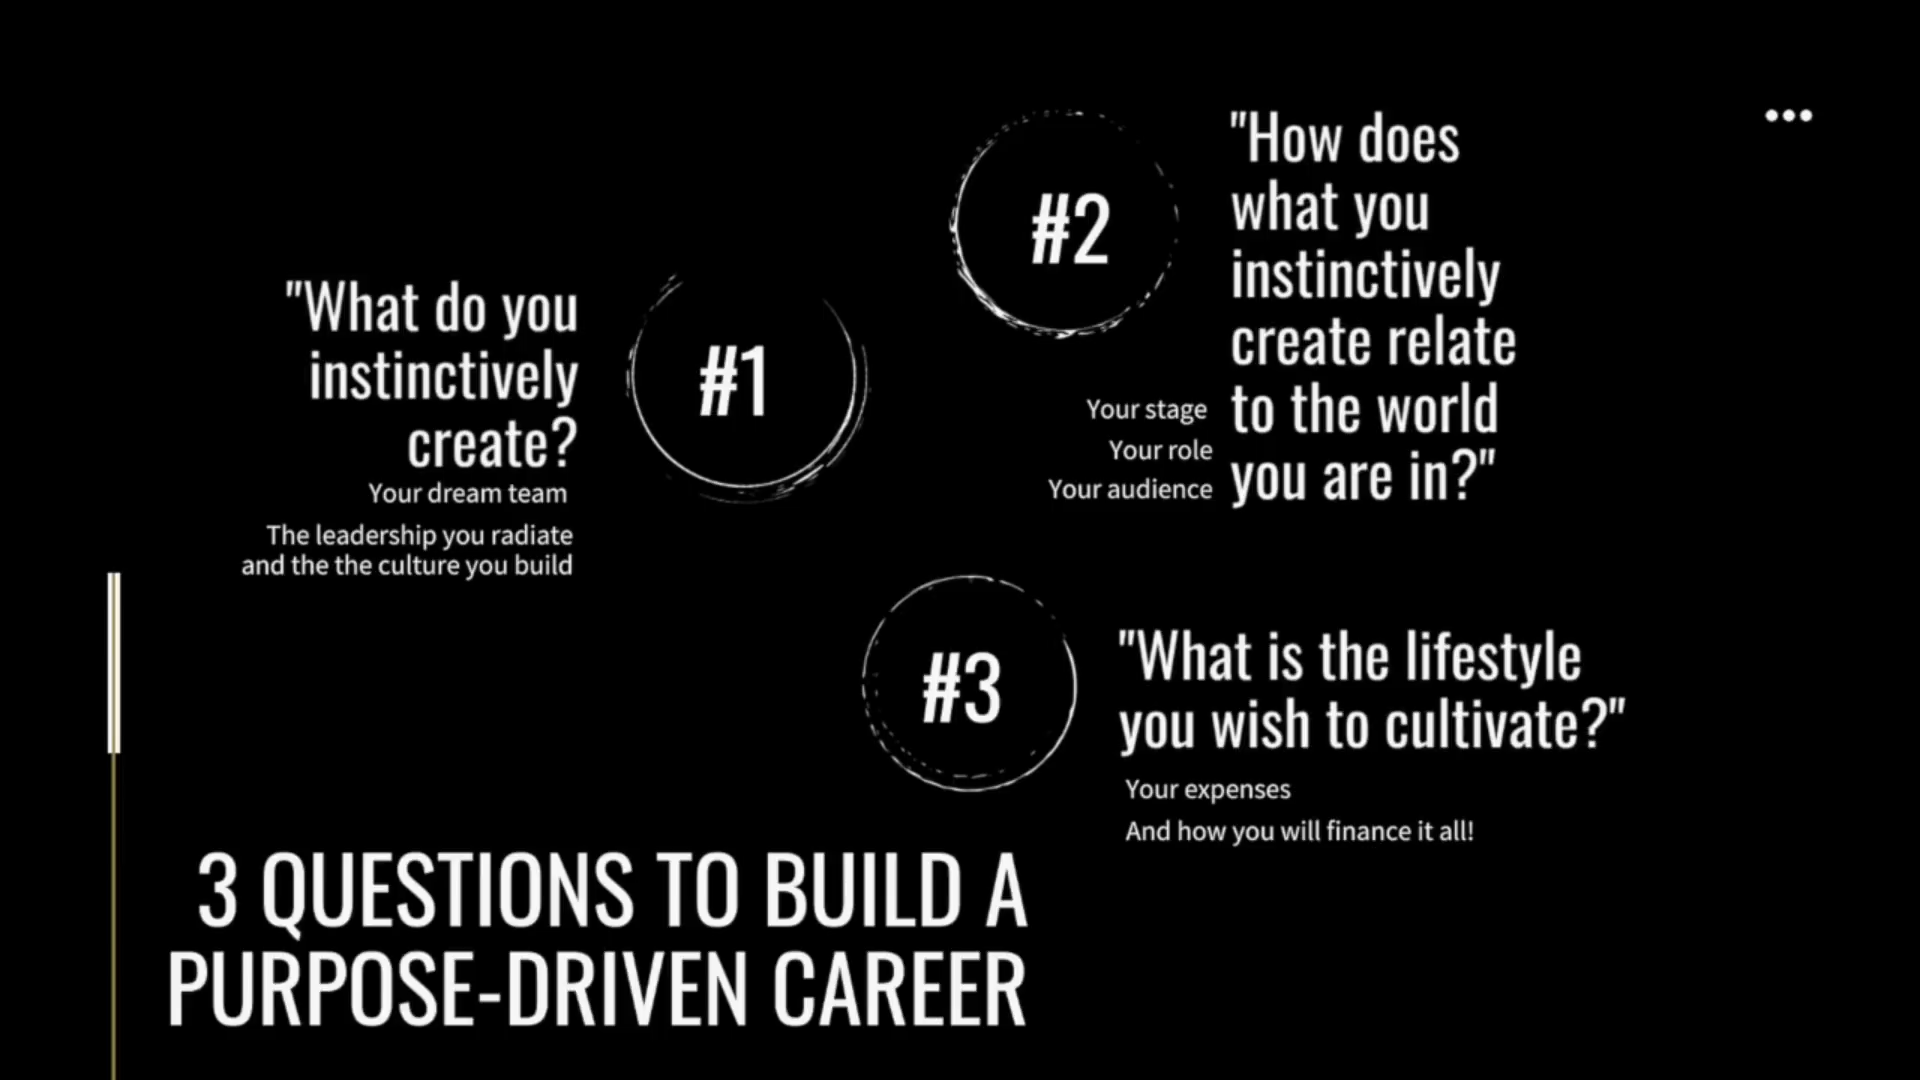 #1
"What do you
instinctively
create?
Your dream team
The leadership you radiate
and the the culture you build
#2
"How does
what you
instinctively
create relate
to the world
you are in?"
Your stage
Your role
Your audience
#3
"What is the lifestyle
you wish to cultivate?"
Your expenses
And how you will finance it all!
3 QUESTIONS TO BUILD A
PURPOSE-DRIVEN CAREER